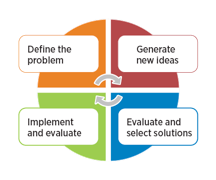 Define the
problem
Generate
new ideas
Implement
and evaluate
Evaluate and
select solutions